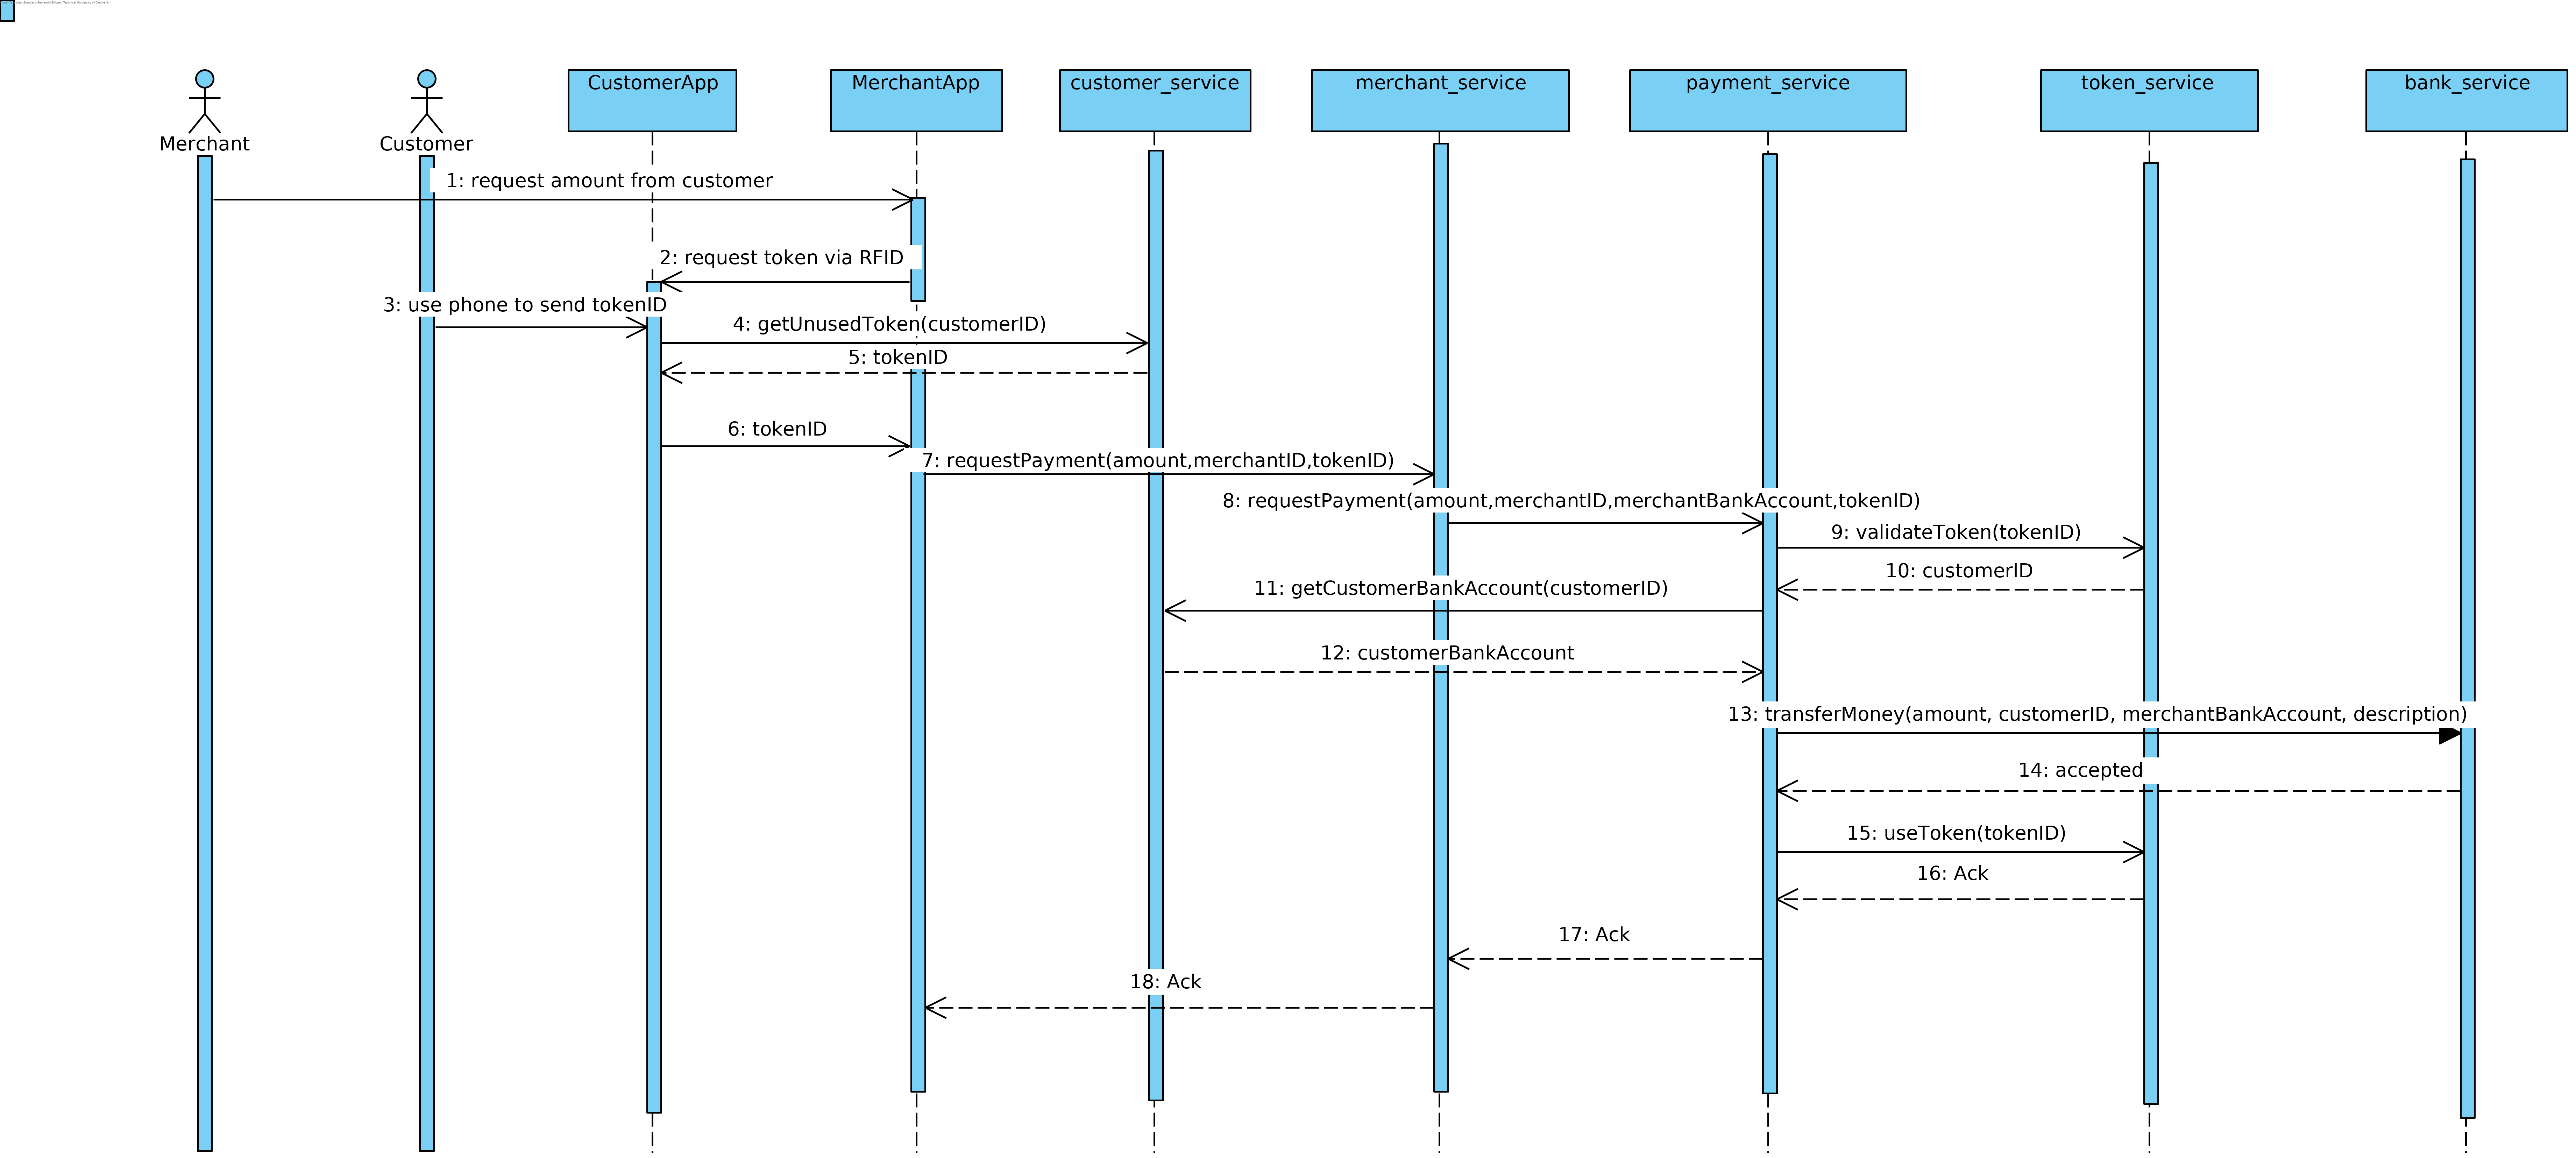 CustomerApp
MerchantApp
customer_service
merchant_service
payment_service
token_service
bank_service
Merchant
Customer
1: request amount from customer
2: request token via RFID
3: use phone to send tokenID
4: getUnusedToken(customerID)
5: tokenID
6: tokenID
7: requestPayment(amount,merchantID,tokenID)
8: requestPayment(amount,merchantID,merchantBankAccount,tokenID)
9: validateToken(tokenID)
10: customerID
11: getCustomerBankAccount(customerID)
12: customerBankAccount
13: transferMoney(amount, customerID, merchantBankAccount, description)
14: accepted
15: useToken(tokenID)
16: Ack
17: Ack
18: Ack